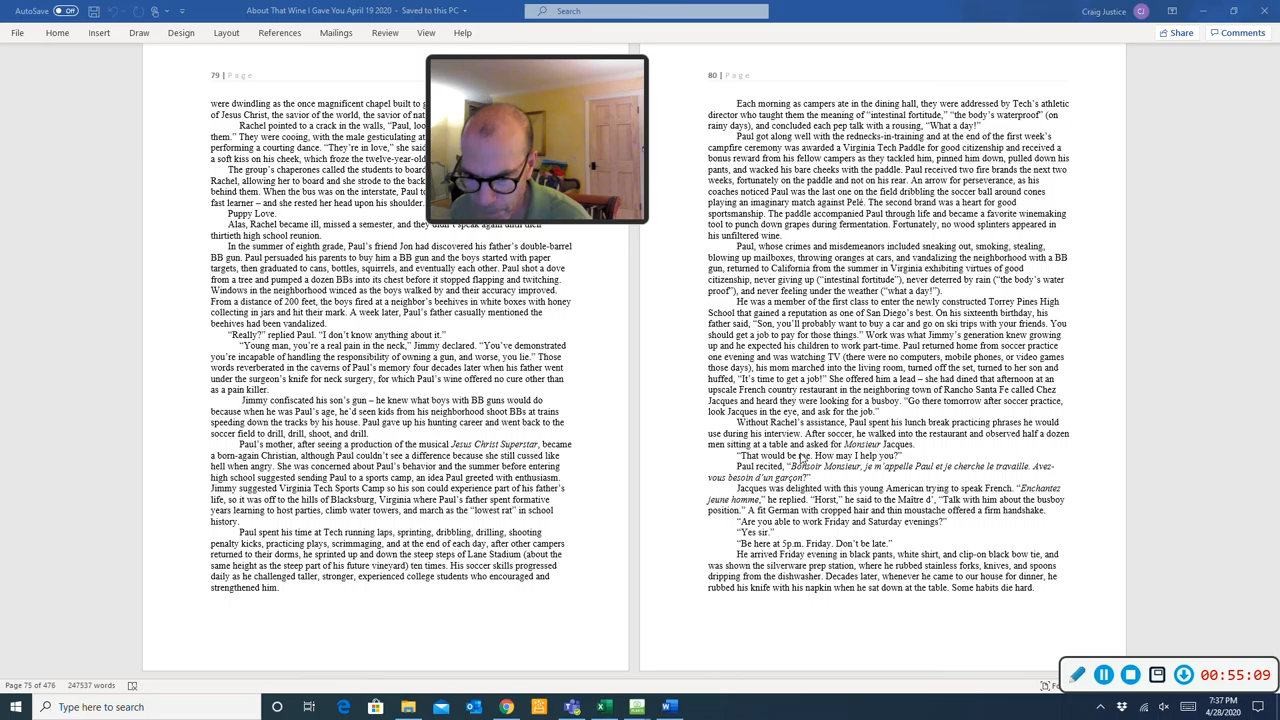 AutoSave Off About That Wine I Gave You April 19 2020 - Saved to this PC Search Craig Justice
File Home Insert Draw Design Layout References Mailings Review View Help Share Comments
79 | Page
were dwindling as the once magnificent chapel built to
of Jesus Christ, the savior of the world, the savior of
Rachel pointed to a crack in the walls, “Paul,
them.” They were cooing, with the male gesticulating
performing a courting dance. “They’re in love,” she
a soft kiss on his cheek, which froze the
The group’s chaperones called the students to
Rachel, allowing her to board and she strode to the
behind them. When the bus was on the interstate, Paul
fast learner – and she rested her head upon his shoulder.
Puppy Love.
Alas, Rachel became ill, missed a semester, and they didn’t speak again until their
thirtieth high school reunion.
In the summer of eighth grade, Paul’s friend Jon had discovered his father’s double-barrel
BB gun. Paul persuaded his parents to buy him a BB gun and the boys started with paper
targets, then graduated to cans, bottles, squirrels, and eventually each other. Paul shot a dove
from a tree and pumped a dozen BBs into its chest before it stopped flapping and twitching.
Windows in the neighborhood winced as the boys walked by and their accuracy improved.
From a distance of 200 feet, the boys fired at a neighbor’s beehives in white boxes with honey
collecting in jars and hit their mark. A week later, Paul’s father casually mentioned the
beehives had been vandalized.
“Really?” replied Paul. “I don’t know anything about it.”
“Young man, you’re a real pain in the neck,” Jimmy declared. “You’ve demonstrated
you’re incapable of handling the responsibility of owning a gun, and worse, you lie.” Those
words reverberated in the caverns of Paul’s memory four decades later when his father went
under the surgeon’s knife for neck surgery, for which Paul’s wine offered no cure other than
as a pain killer.
Jimmy confiscated his son’s gun – he knew what boys with BB guns would do
because when he was Paul’s age, he’d seen kids from his neighborhood shoot BBs at trains
speeding down the tracks by his house. Paul gave up his hunting career and went back to the
soccer field to drill, drill, shoot, and drill.
Paul’s mother, after seeing a production of the musical Jesus Christ Superstar, became
a born-again Christian, although Paul couldn’t see a difference because she still cussed like
hell when angry. She was concerned about Paul’s behavior and the summer before entering
high school suggested sending Paul to a sports camp, an idea Paul greeted with enthusiasm.
Jimmy suggested Virginia Tech Sports Camp so his son could experience part of his father’s
life, so it was off to the hills of Blacksburg, Virginia where Paul’s father spent formative
years learning to host parties, climb water towers, and march as the “lowest rat” in school
history.
Paul spent his time at Tech running laps, sprinting, dribbling, drilling, shooting
penalty kicks, practicing plays, scrimmaging, and at the end of each day, after other campers
returned to their dorms, he sprinted up and down the steep steps of Lane Stadium (about the
same height as the steep part of his future vineyard) ten times. His soccer skills progressed
daily as he challenged taller, stronger, experienced college students who encouraged and
strengthened him.
80 | Page
Each morning as campers ate in the dining hall, they were addressed by Tech’s athletic
director who taught them the meaning of “intestinal fortitude,” “the body’s waterproof” (on
rainy days), and concluded each pep talk with a rousing, “What a day!”
Paul got along well with the rednecks-in-training and at the end of the first week’s
campfire ceremony was awarded a Virginia Tech Paddle for good citizenship and received a
bonus reward from his fellow campers as they tackled him, pinned him down, pulled down his
pants, and wacked his bare cheeks with the paddle. Paul received two fire brands the next two
weeks, fortunately on the paddle and not on his rear. An arrow for perseverance, as his
coaches noticed Paul was the last one on the field dribbling the soccer ball around cones
playing an imaginary match against Pelé. The second brand was a heart for good
sportsmanship. The paddle accompanied Paul through life and became a favorite winemaking
tool to punch down grapes during fermentation. Fortunately, no wood splinters appeared in
his unfiltered wine.
Paul, whose crimes and misdemeanors included sneaking out, smoking, stealing,
blowing up mailboxes, throwing oranges at cars, and vandalizing the neighborhood with a BB
gun, returned to California from the summer in Virginia exhibiting virtues of good
citizenship, never giving up (“intestinal fortitude”), never deterred by rain (“the body’s water
proof”), and never feeling under the weather (“what a day!”).
He was a member of the first class to enter the newly constructed Torrey Pines High
School that gained a reputation as one of San Diego’s best. On his sixteenth birthday, his
father said, “Son, you’ll probably want to buy a car and go on ski trips with your friends. You
should get a job to pay for those things.” Work was what Jimmy’s generation knew growing
up and he expected his children to work part-time. Paul returned home from soccer practice
one evening and was watching TV (there were no computers, mobile phones, or video games
those days), his mom marched into the living room, turned off the set, turned to her son and
huffed, “It’s time to get a job!” She offered him a lead – she had dined that afternoon at an
upscale French country restaurant in the neighboring town of Rancho Santa Fe called Chez
Jacques and heard they were looking for a busboy. “Go there tomorrow after soccer practice,
look Jacques in the eye, and ask for the job.”
Without Rachel’s assistance, Paul spent his lunch break practicing phrases he would
use during his interview. After soccer, he walked into the restaurant and observed half a dozen
men sitting at a table and asked for Monsieur Jacques.
“That would be me. How may I help you?”
Paul recited, “Bonsoir Monsieur, je m’appelle Paul et je cherche le travaille. Avez-
vous besoin d’un garçon?”
Jacques was delighted with this young American trying to speak French. “Enchantez
jeune homme,” he replied. “Horst,” he said to the Maître d’, “Talk with him about the busboy
position.” A fit German with cropped hair and thin moustache offered a firm handshake.
“Are you able to work Friday and Saturday evenings?”
“Yes sir.”
“Be here at 5p.m. Friday. Don’t be late.”
He arrived Friday evening in black pants, white shirt, and clip-on black bow tie, and
was shown the silverware prep station, where he rubbed stainless forks, knives, and spoons
dripping from the dishwasher. Decades later, whenever he came to our house for dinner, he
rubbed his knife with his napkin when he sat down at the table. Some habits die hard.
Page 75 of 476 247537 words
00:55:09
Type here to search
7:37 PM
4/28/2020